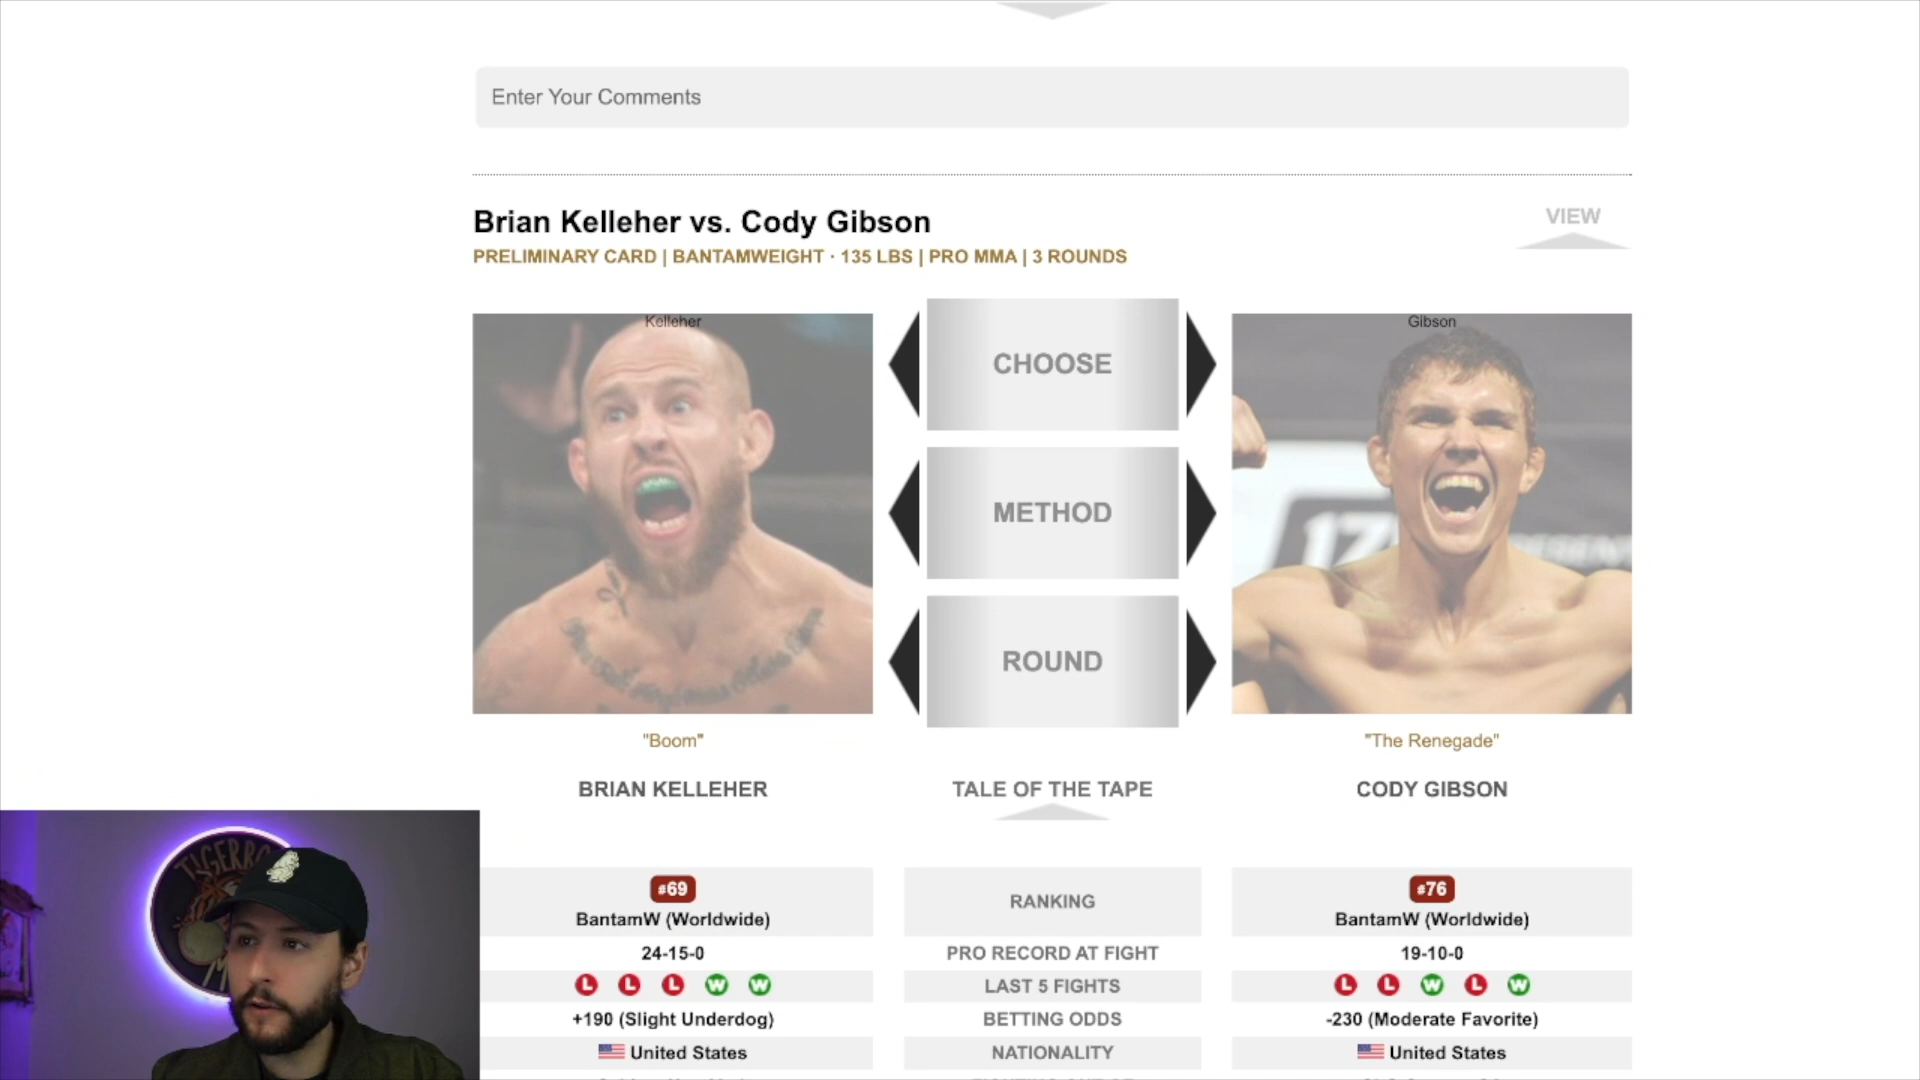 Enter Your Comments
Brian Kelleher vs. Cody Gibson
VIEW
PRELIMINARY CARD | BANTAMWEIGHT · 135 LBS | PRO MMA | 3 ROUNDS
Kelleher
Gibson
CHOOSE
METHOD
ROUND
"Boom"
"The Renegade"
BRIAN KELLEHER
TALE OF THE TAPE
CODY GIBSON
#69
BantamW (Worldwide)
RANKING
#76
BantamW (Worldwide)
24-15-0
PRO RECORD AT FIGHT
19-10-0
L L L W W
LAST 5 FIGHTS
L L W L W
+190 (Slight Underdog)
BETTING ODDS
-230 (Moderate Favorite)
United States
NATIONALITY
United States